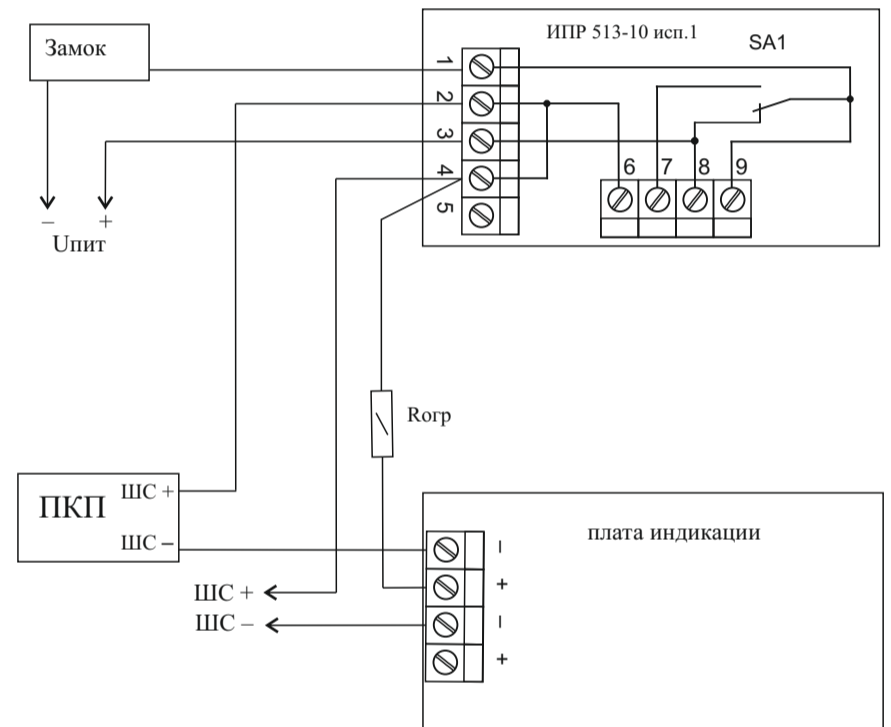 Замок
ИПР 513-10 исп.1
SA1
1
2
3
4
5
6 7 8 9
– +
Uпит
Rогр
ПКП
ШС +
ШС –
плата индикации
–
+
–
+
ШС +
ШС –